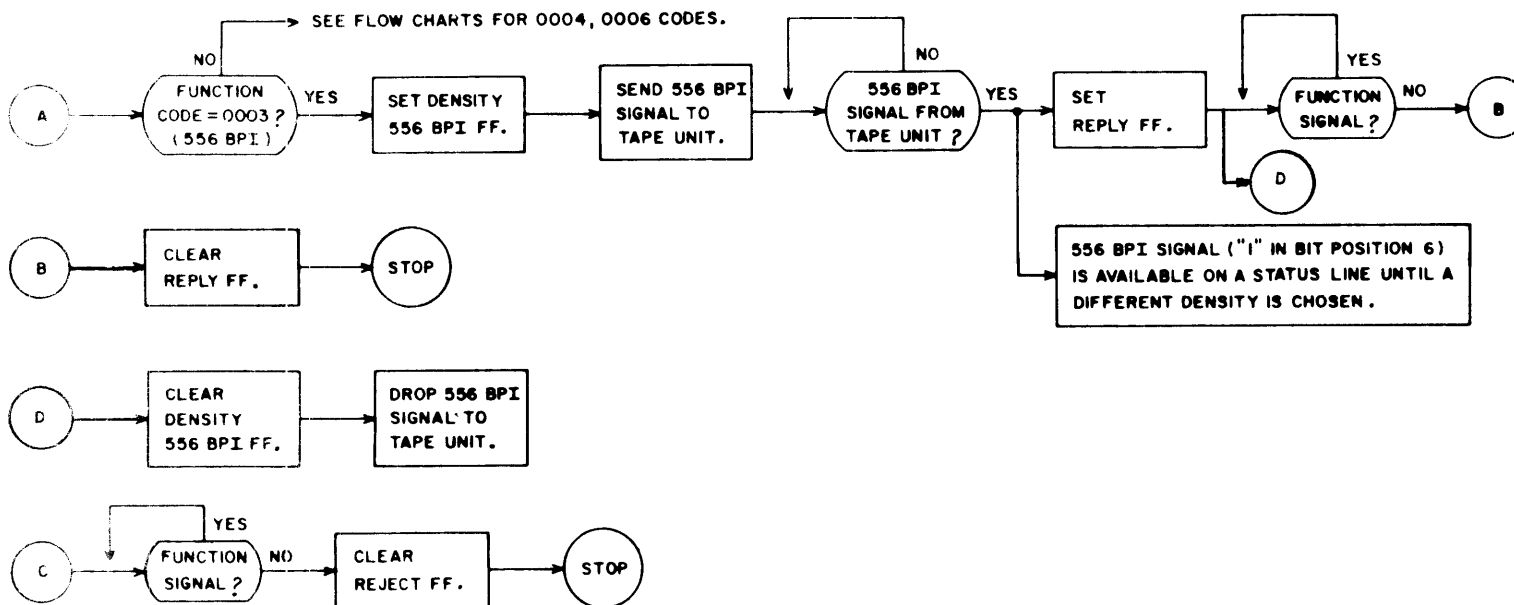 SEE FLOW CHARTS FOR 0004, 0006 CODES.
NO
A
FUNCTION
CODE = 0003 ?
(556 BPI)
YES
SET DENSITY
556 BPI FF.
SEND 556 BPI
SIGNAL TO
TAPE UNIT.
NO
556 BPI
SIGNAL FROM
TAPE UNIT ?
YES
SET
REPLY FF.
YES
FUNCTION
SIGNAL ?
NO
B
D
556 BPI SIGNAL ("1" IN BIT POSITION 6)
IS AVAILABLE ON A STATUS LINE UNTIL A
DIFFERENT DENSITY IS CHOSEN.
B
CLEAR
REPLY FF.
STOP
D
CLEAR
DENSITY
556 BPI FF.
DROP 556 BPI
SIGNAL TO
TAPE UNIT.
C
YES
FUNCTION
SIGNAL ?
NO
CLEAR
REJECT FF.
STOP